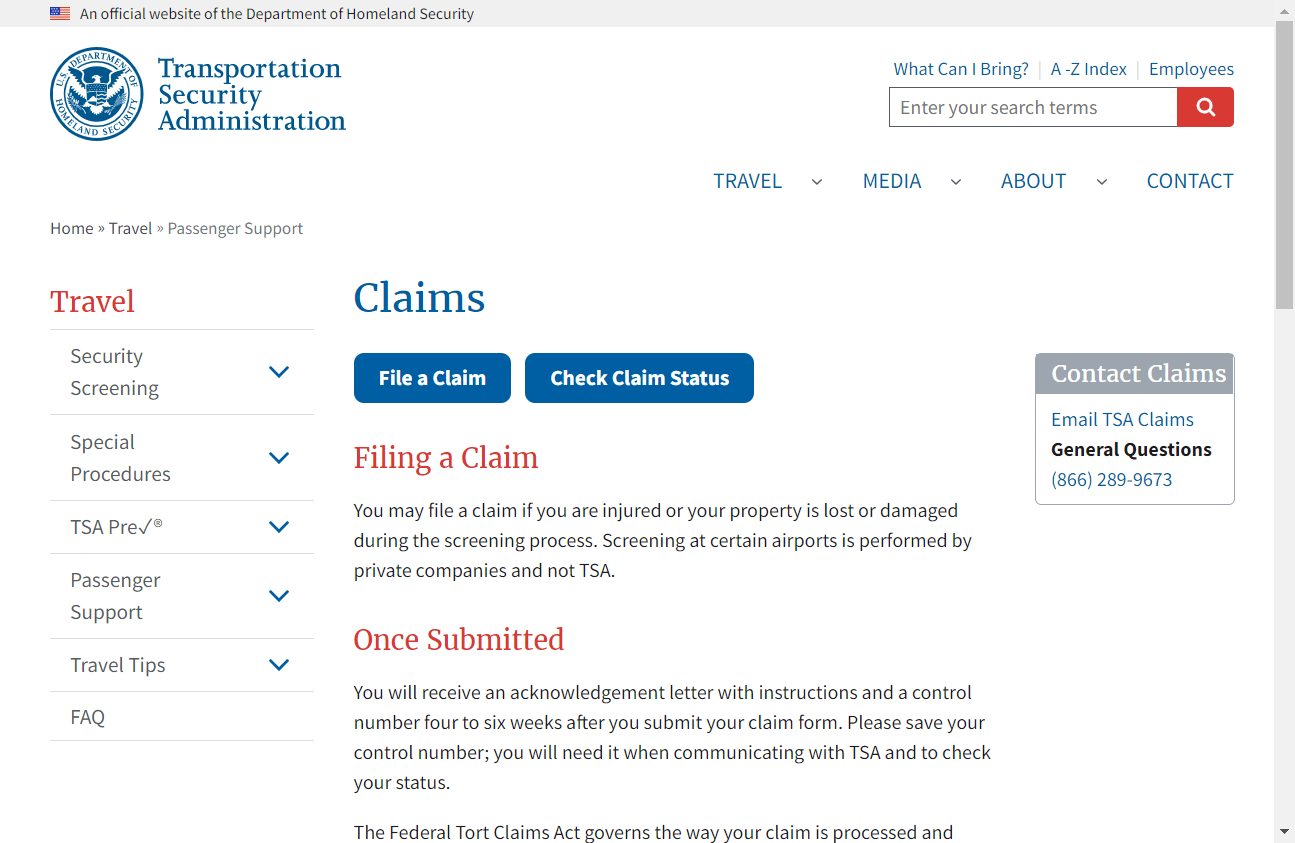 An official website of the Department of Homeland Security
U.S. DEPARTMENT OF HOMELAND SECURITY
Transportation
Security
Administration
What Can I Bring?
A -Z Index
Employees
Enter your search terms
TRAVEL
MEDIA
ABOUT
CONTACT
Home » Travel » Passenger Support
Travel
Security
Screening
Special
Procedures
TSA Pre✓®
Passenger
Support
Travel Tips
FAQ
Claims
File a Claim
Check Claim Status
Filing a Claim
You may file a claim if you are injured or your property is lost or damaged
during the screening process. Screening at certain airports is performed by
private companies and not TSA.
Once Submitted
You will receive an acknowledgement letter with instructions and a control
number four to six weeks after you submit your claim form. Please save your
control number; you will need it when communicating with TSA and to check
your status.
The Federal Tort Claims Act governs the way your claim is processed and
Contact Claims
Email TSA Claims
General Questions
(866) 289-9673